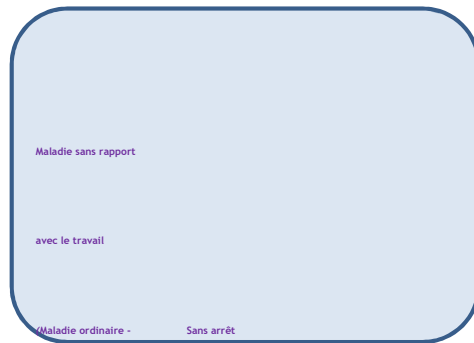 Maladie sans rapport
avec le travail
(Maladie ordinaire - Sans arrêt